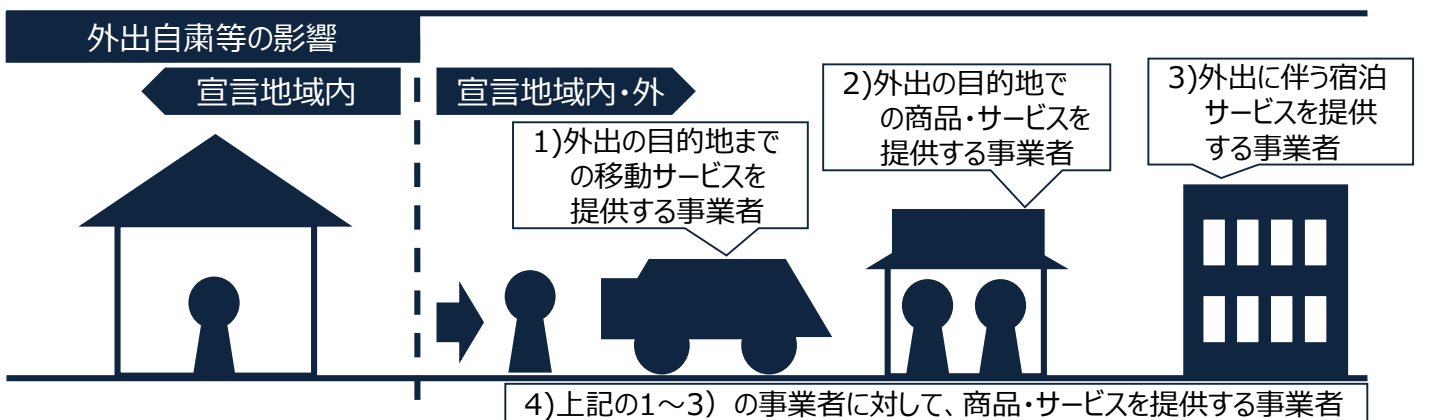 外出自粛等の影響
宣言地域内
宣言地域内・外
1)外出の目的地まで
の移動サービスを
提供する事業者
2)外出の目的地で
の商品・サービスを
提供する事業者
3)外出に伴う宿泊
サービスを提供
する事業者
4)上記の1～3）の事業者に対して、商品・サービスを提供する事業者